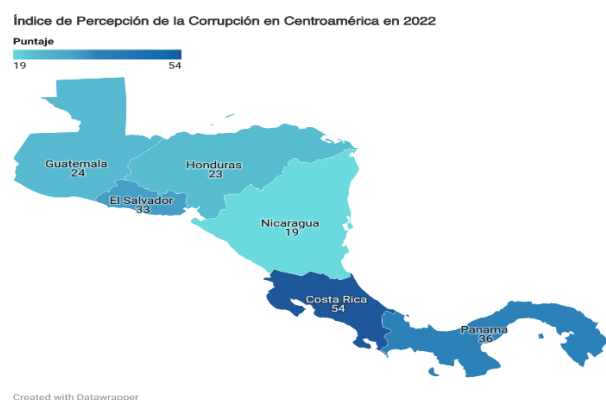 Índice de Percepción de la Corrupción en Centroamérica en 2022
Puntaje
19 54
Guatemala
24
Honduras
23
El Salvador
33
Nicaragua
19
Costa Rica
54
Panamá
36
Created with Datawrapper